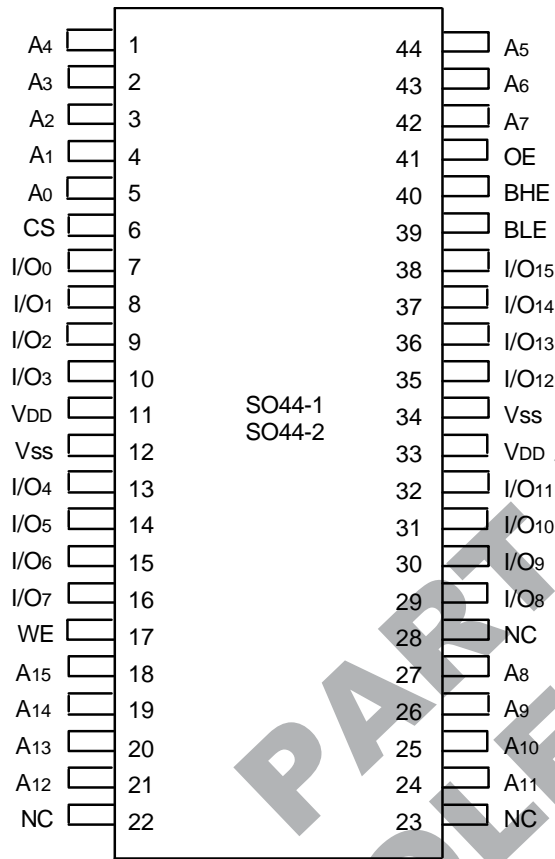 A4 1 44 A5
A3 2 43 A6
A2 3 42 A7
A1 4 41 OE
A0 5 40 BHE
CS 6 39 BLE
I/O0 7 38 I/O15
I/O1 8 37 I/O14
I/O2 9 36 I/O13
I/O3 10 35 I/O12
VDD 11 SO44-1 34 Vss
Vss 12 SO44-2 33 VDD
I/O4 13 32 I/O11
I/O5 14 31 I/O10
I/O6 15 30 I/O9
I/O7 16 29 I/O8
WE 17 28 NC
A15 18 27 A8
A14 19 26 A9
A13 20 25 A10
A12 21 24 A11
NC 22 23 NC
PART